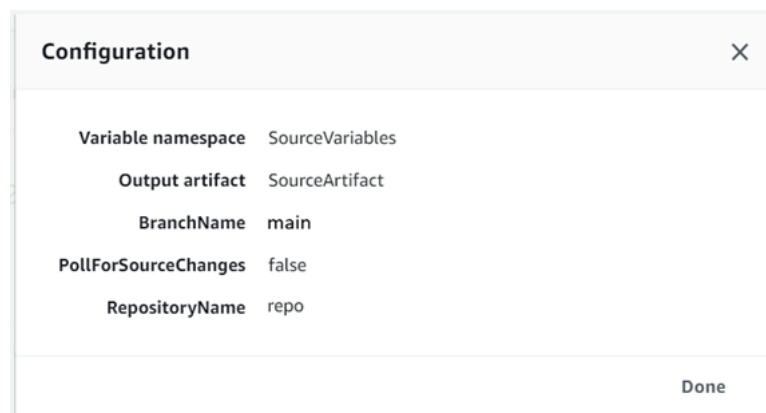 Configuration
Variable namespace SourceVariables
Output artifact SourceArtifact
BranchName main
PollForSourceChanges false
RepositoryName repo
Done